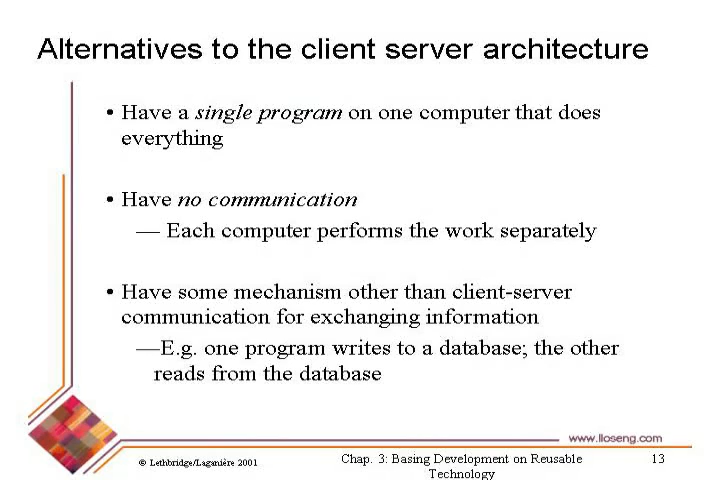 Alternatives to the client server architecture
• Have a single program on one computer that does
everything
• Have no communication
— Each computer performs the work separately
• Have some mechanism other than client-server
communication for exchanging information
—E.g. one program writes to a database; the other
reads from the database
www.lloseng.com
© Lethbridge/Laganière 2001
Chap. 3: Basing Development on Reusable
Technology
13